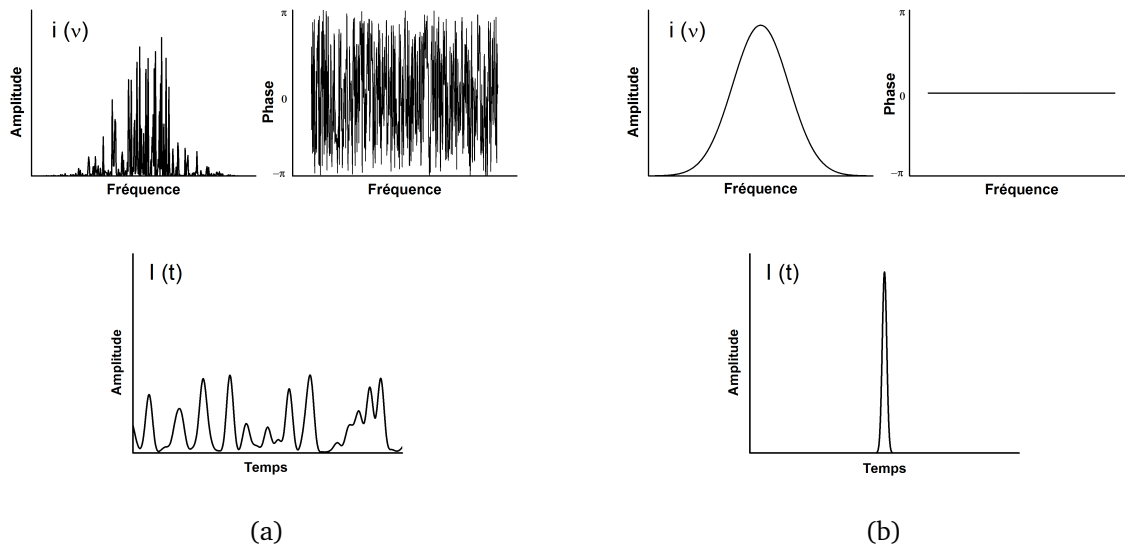 i (ν)
Amplitude
Fréquence
π
0
−π
Phase
Fréquence
i (ν)
Amplitude
Fréquence
π
0
−π
Phase
Fréquence
I (t)
Amplitude
Temps
I (t)
Amplitude
Temps
(a)
(b)